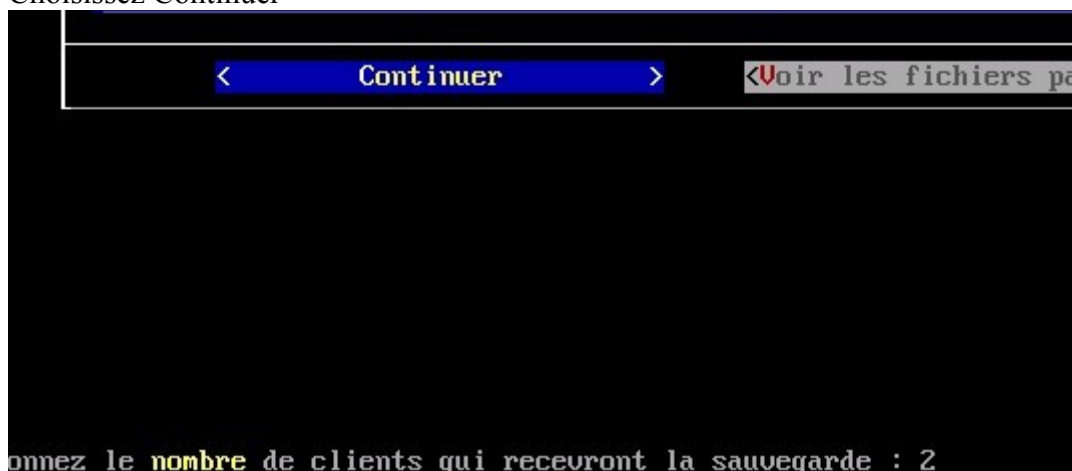 Choisissez Continuer
< Continuer > <Voir les fichiers pa
onnez le nombre de clients qui recevront la sauvegarde : 2